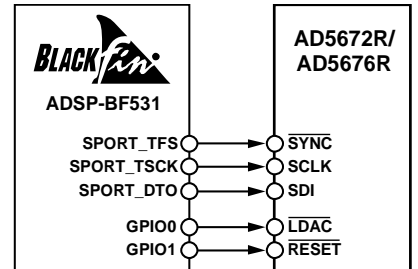 BLACKfin
ADSP-BF531
SPORT_TFS
SPORT_TSCK
SPORT_DTO
GPIO0
GPIO1
AD5672R/
AD5676R
SYNC
SCLK
SDI
LDAC
RESET